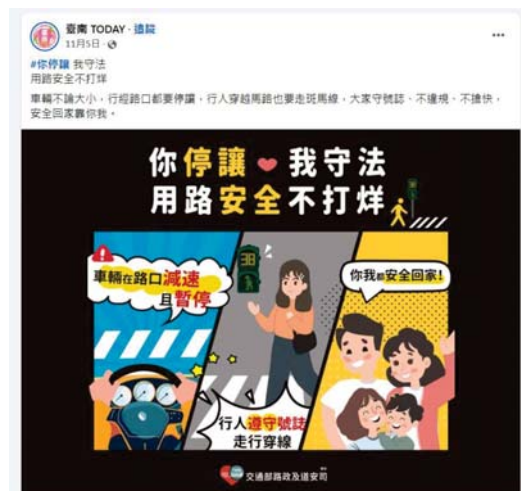 臺南 TODAY · 追蹤
11月5日 ·
#你停讓 我守法
用路安全不打烊
車輛不論大小，行經路口都要停讓，行人穿越馬路也要走斑馬線，大家守號誌、不違規、不搶快，
安全回家靠你我。
你停讓 我守法
用路安全不打烊
車輛在路口減速
且暫停
38
行人遵守號誌
走行穿線
你我都安全回家!
交通部路政及道安司